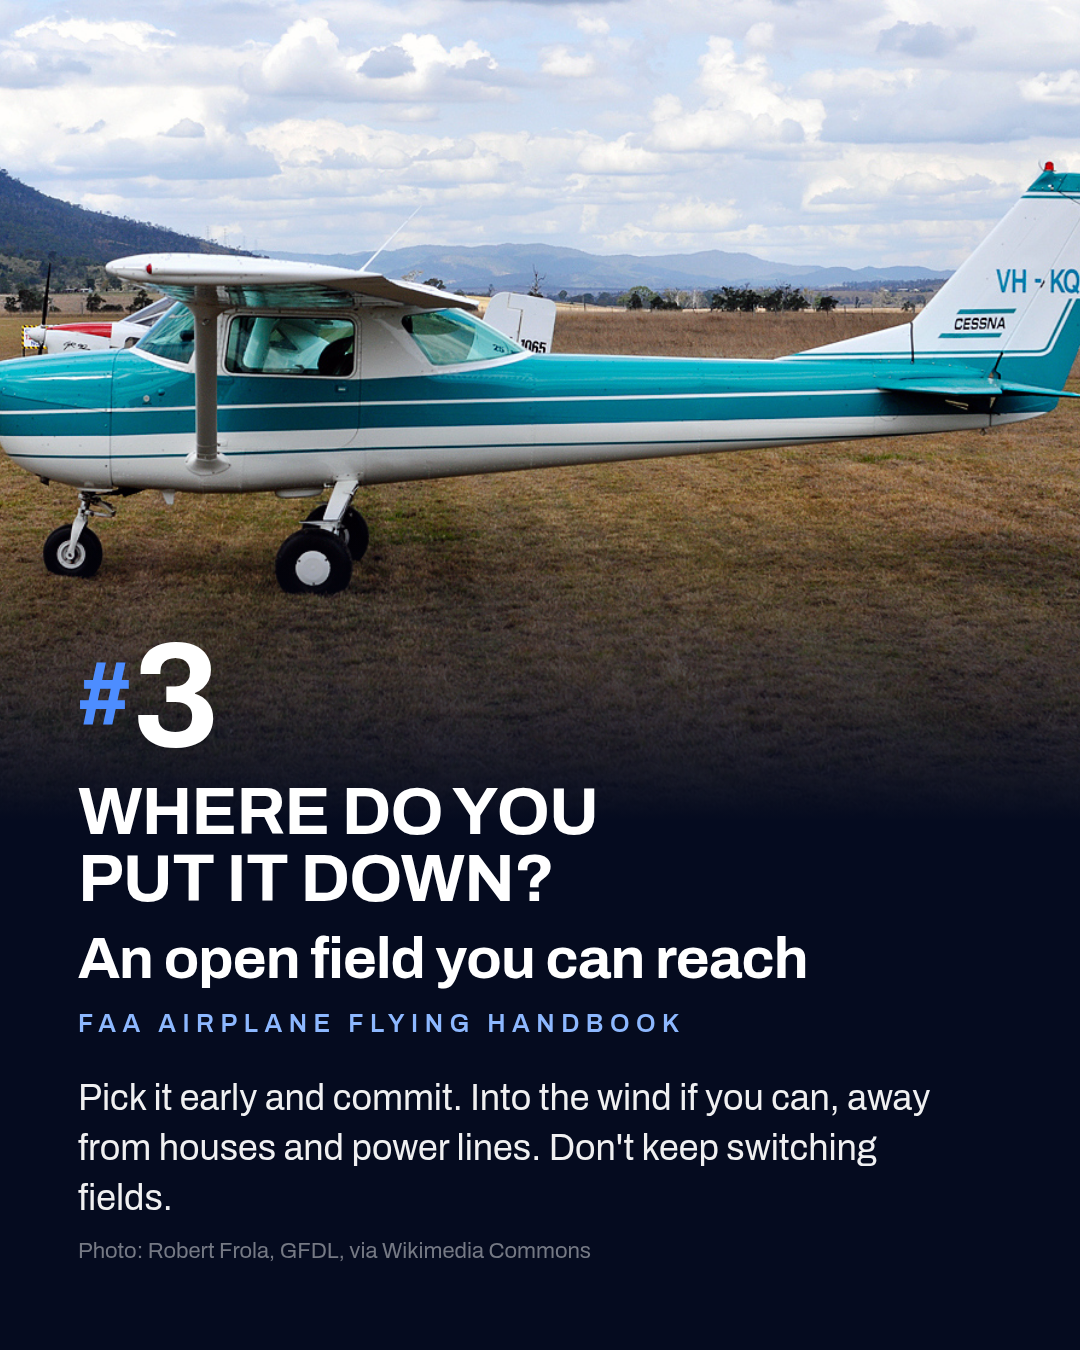 VH - KQ
CESSNA
1065
#3
WHERE DO YOU
PUT IT DOWN?
An open field you can reach
FAA AIRPLANE FLYING HANDBOOK
Pick it early and commit. Into the wind if you can, away
from houses and power lines. Don't keep switching
fields.
Photo: Robert Frola, GFDL, via Wikimedia Commons